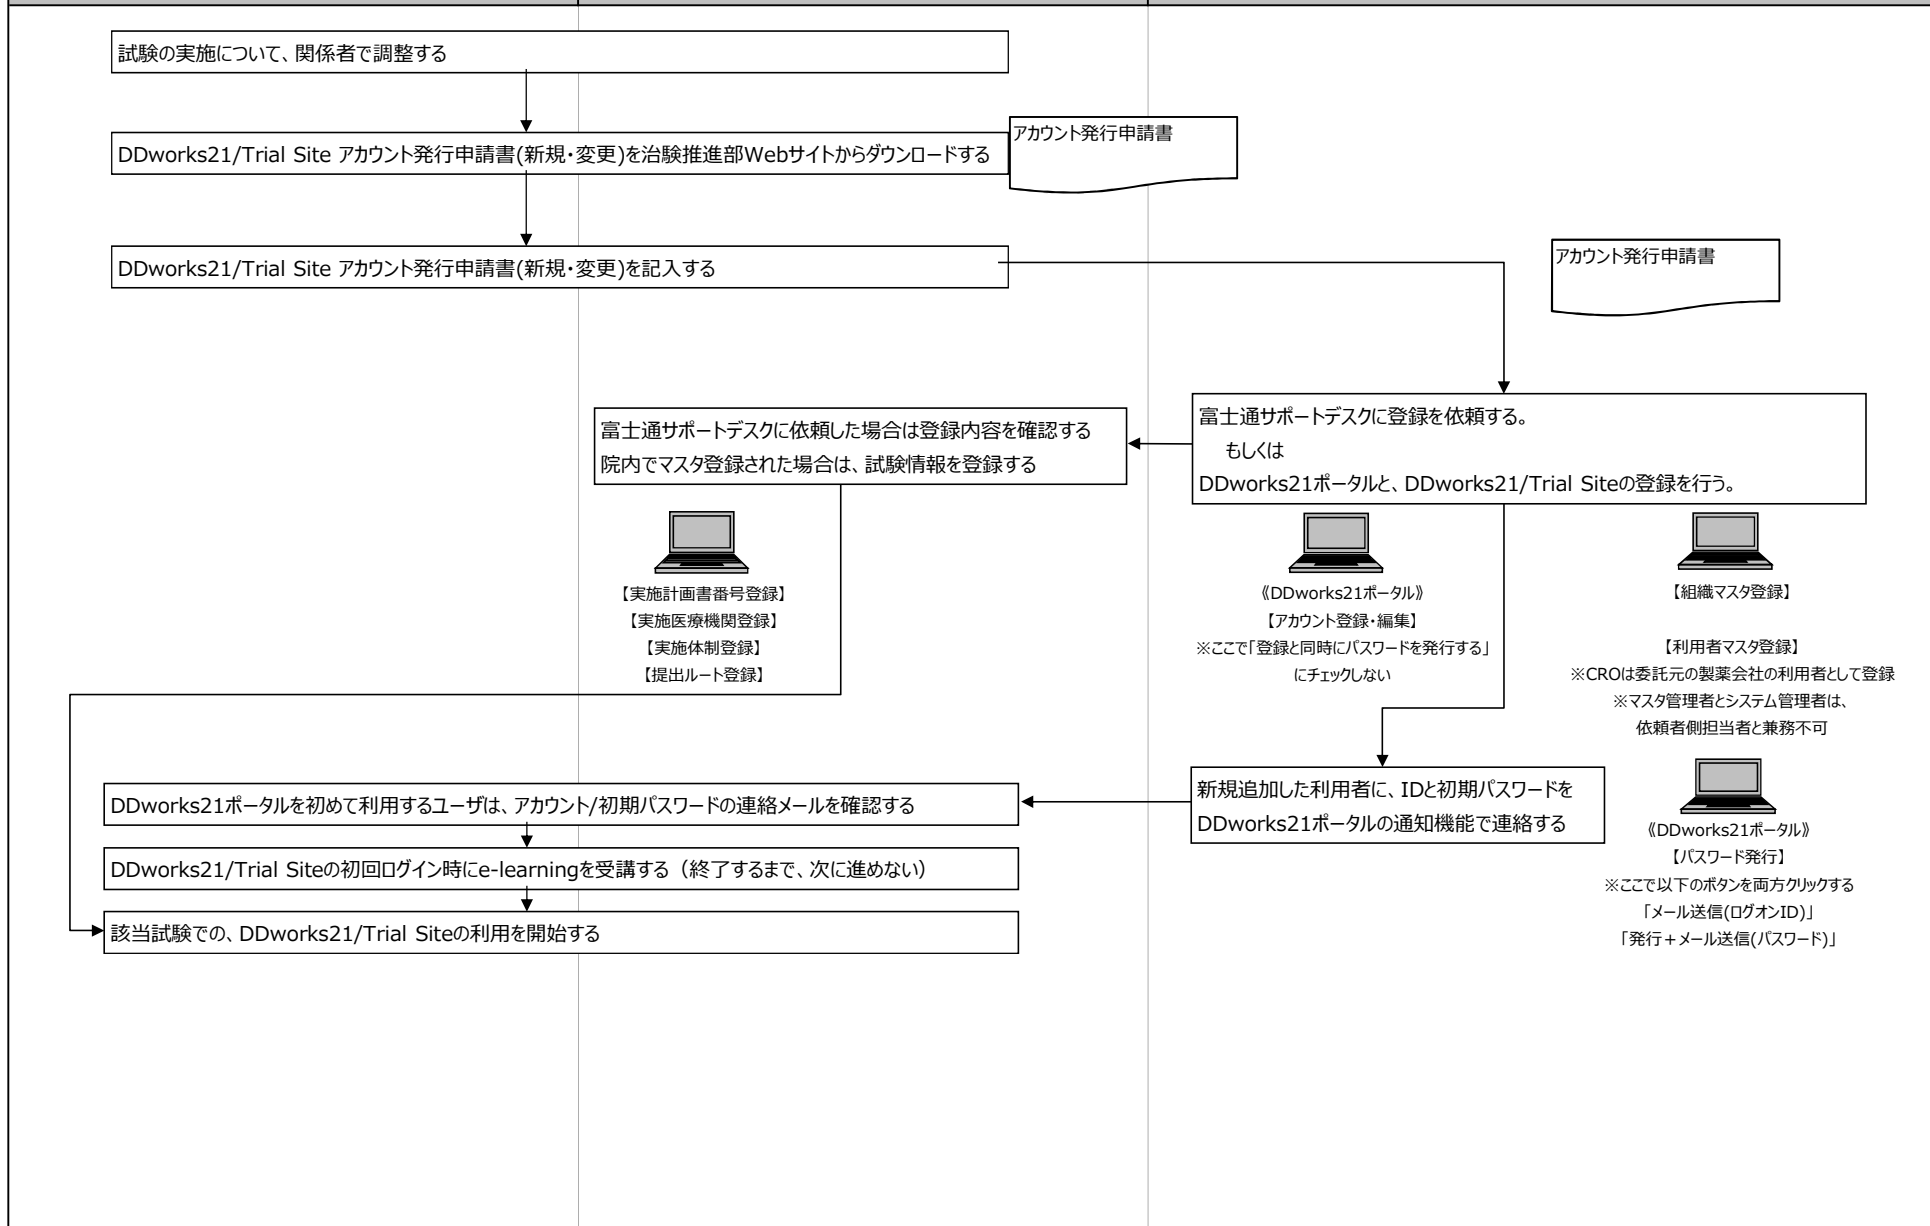 試験の実施について、関係者で調整する
DDworks21/Trial Site アカウント発行申請書(新規・変更)を治験推進部Webサイトからダウンロードする
アカウント発行申請書
DDworks21/Trial Site アカウント発行申請書(新規・変更)を記入する
アカウント発行申請書
富士通サポートデスクに登録を依頼する。
もしくは
DDworks21ポータルと、DDworks21/Trial Siteの登録を行う。
富士通サポートデスクに依頼した場合は登録内容を確認する
院内でマスタ登録された場合は、試験情報を登録する
【実施計画書番号登録】
【実施医療機関登録】
【実施体制登録】
【提出ルート登録】
《DDworks21ポータル》
【アカウント登録・編集】
※ここで「登録と同時にパスワードを発行する」
にチェックしない
【組織マスタ登録】
【利用者マスタ登録】
※CROは委託元の製薬会社の利用者として登録
※マスタ管理者とシステム管理者は、
依頼者側担当者と兼務不可
新規追加した利用者に、IDと初期パスワードを
DDworks21ポータルの通知機能で連絡する
《DDworks21ポータル》
【パスワード発行】
※ここで以下のボタンを両方クリックする
「メール送信(ログオンID)」
「発行+メール送信(パスワード)」
DDworks21ポータルを初めて利用するユーザは、アカウント/初期パスワードの連絡メールを確認する
DDworks21/Trial Siteの初回ログイン時にe-learningを受講する（終了するまで、次に進めない）
該当試験での、DDworks21/Trial Siteの利用を開始する